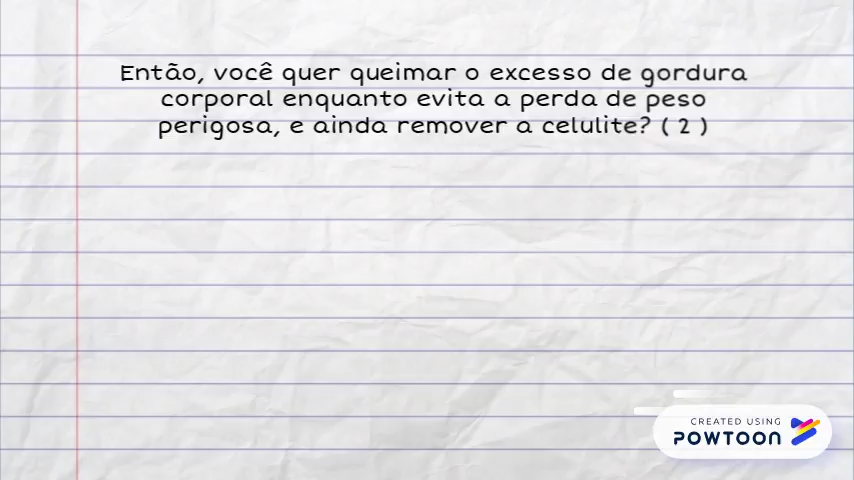 Então, você quer queimar o excesso de gordura
corporal enquanto evita a perda de peso
perigosa, e ainda remover a celulite? ( 2 )
CREATED USING
POWTOON